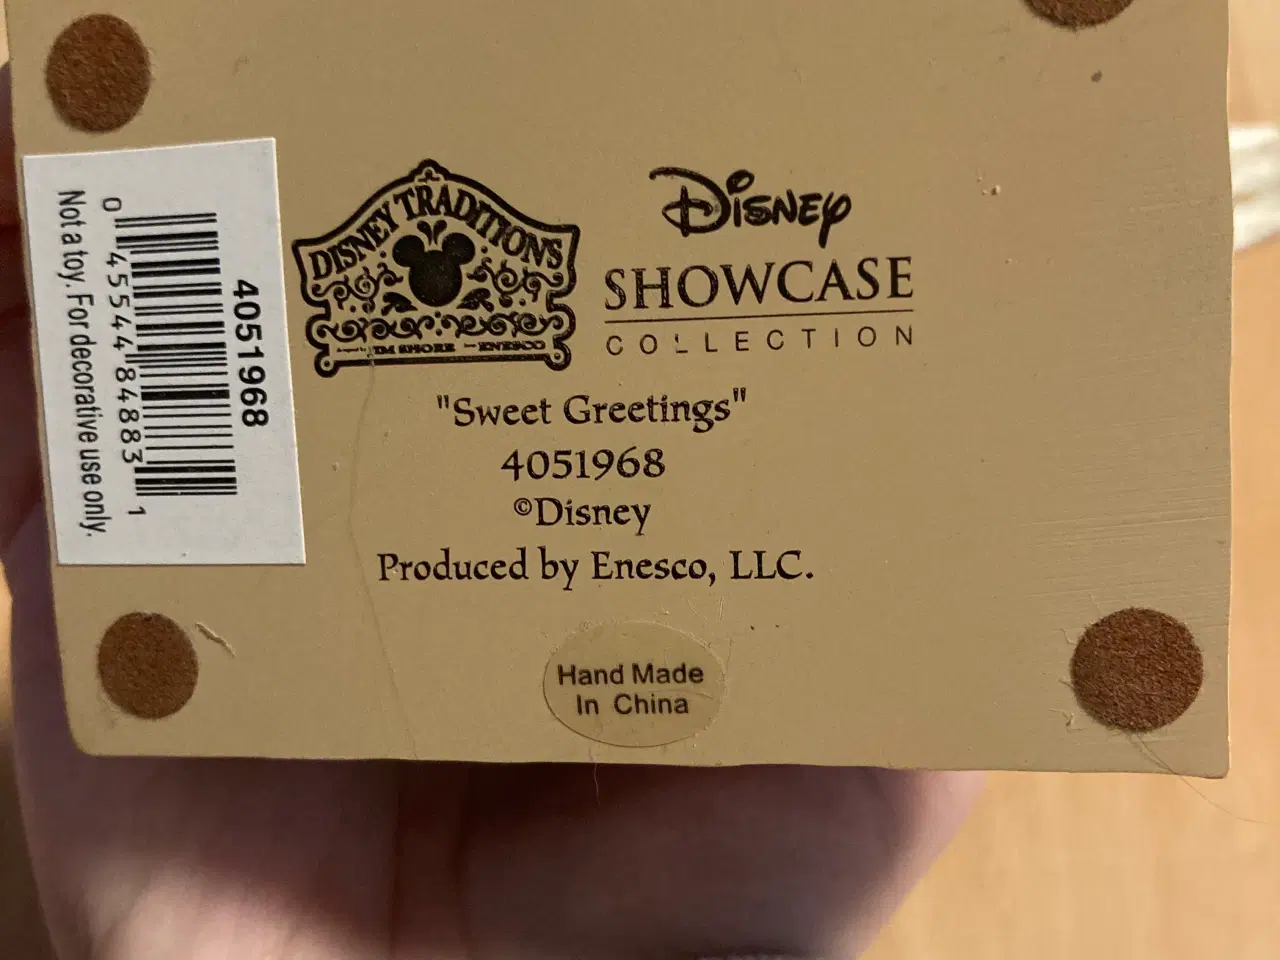 DISNEY TRADITIONS
JIM SHORE ENESCO
Disney
SHOWCASE
COLLECTION
"Sweet Greetings"
4051968
©Disney
Produced by Enesco, LLC.
Hand Made
In China
4051968
0 45544 84883 1
Not a toy. For decorative use only.